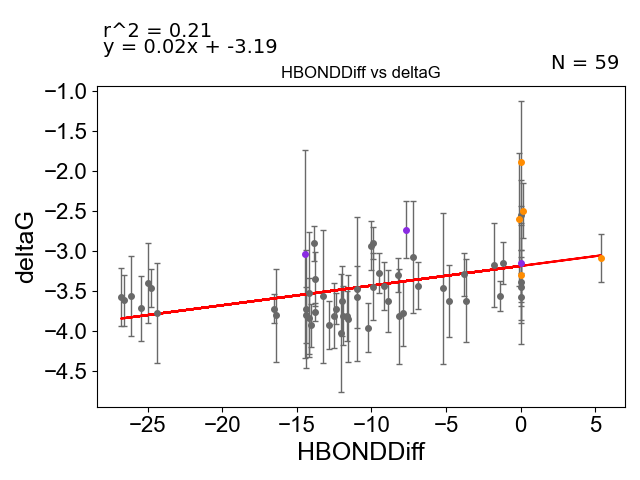 r^2 = 0.21
y = 0.02x + -3.19
N = 59
HBONDDiff vs deltaG
−1.0
−1.5
−2.0
−2.5
−3.0
−3.5
−4.0
−4.5
deltaG
−25 −20 −15 −10 −5 0 5
HBONDDiff